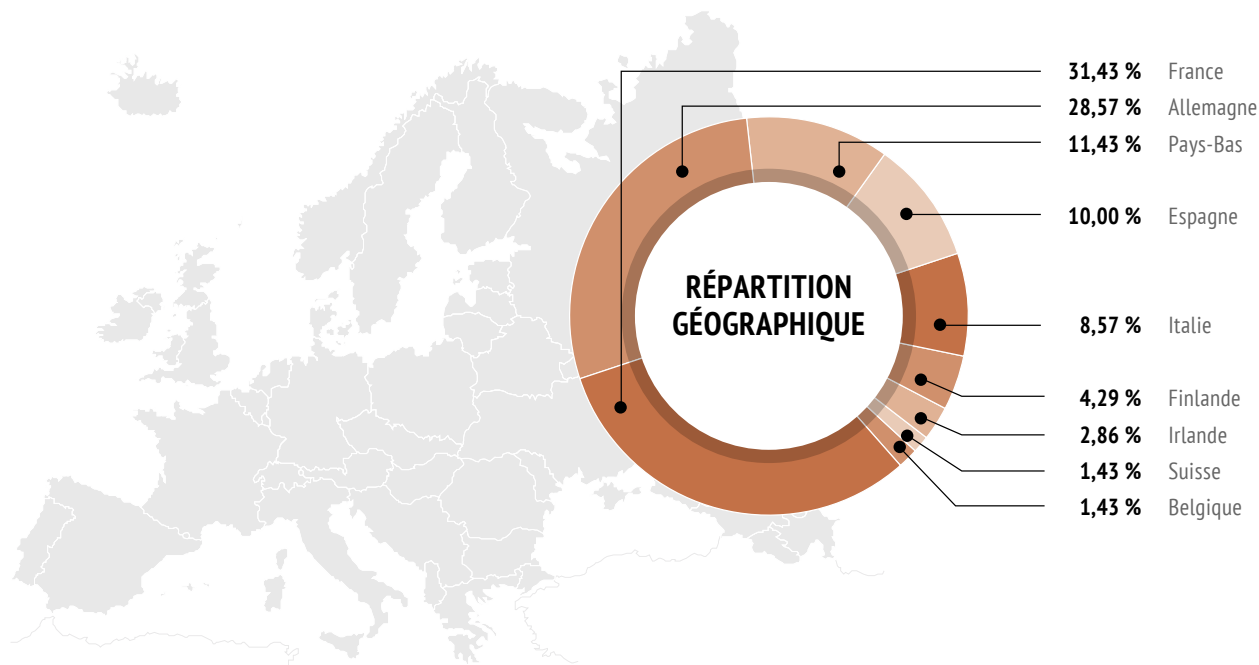 31,43 % France
28,57 % Allemagne
11,43 % Pays-Bas
10,00 % Espagne
RÉPARTITION
GÉOGRAPHIQUE
8,57 % Italie
4,29 % Finlande
2,86 % Irlande
1,43 % Suisse
1,43 % Belgique